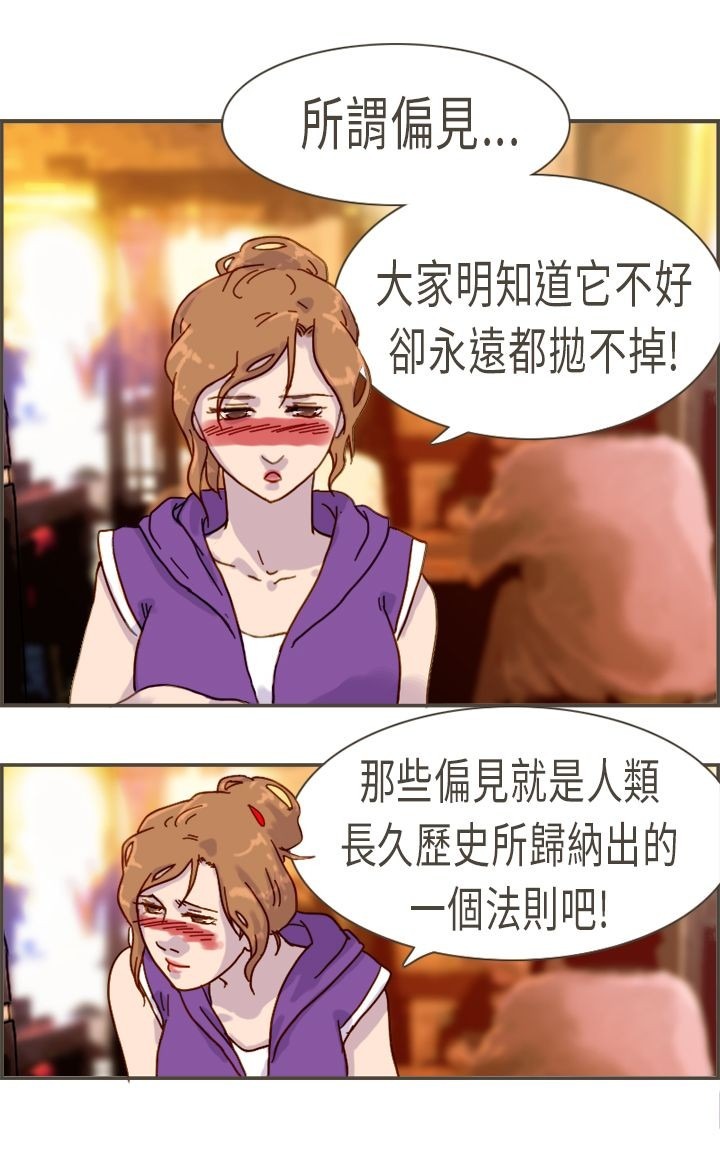 所謂偏見...
大家明知道它不好
卻永遠都拋不掉!
那些偏見就是人類
長久歷史所歸納出的
一個法則吧!